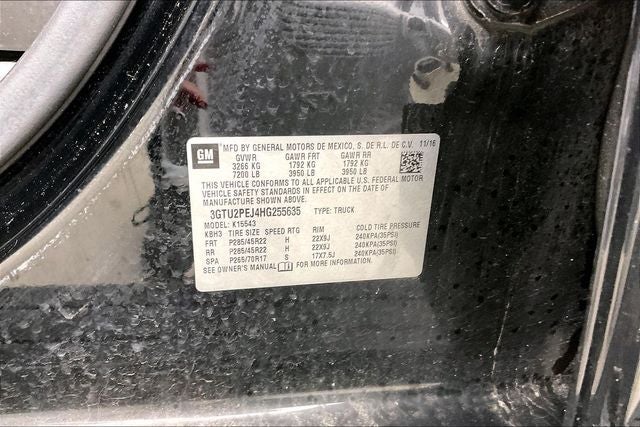 GM
MFD BY GENERAL MOTORS DE MEXICO, S. DE R.L. DE C.V. 11/16
GVWR GAWR FRT GAWR RR
3266 KG 1792 KG 1792 KG
7200 LB 3950 LB 3950 LB
THIS VEHICLE CONFORMS TO ALL APPLICABLE U.S. FEDERAL MOTOR
VEHICLE SAFETY STANDARDS IN EFFECT ON THE DATE OF
MANUFACTURE SHOWN ABOVE.
3GTU2PEJ4HG255635 TYPE: TRUCK
MODEL: K15543
KBH3 TIRE SIZE SPEED RTG RIM COLD TIRE PRESSURE
FRT P285/45R22 H 22X9J 240KPA(35PSI)
RR P285/45R22 H 22X9J 240KPA(35PSI)
SPA P265/70R17 S 17X7.5J 240KPA(35PSI)
SEE OWNER'S MANUAL FOR MORE INFORMATION.